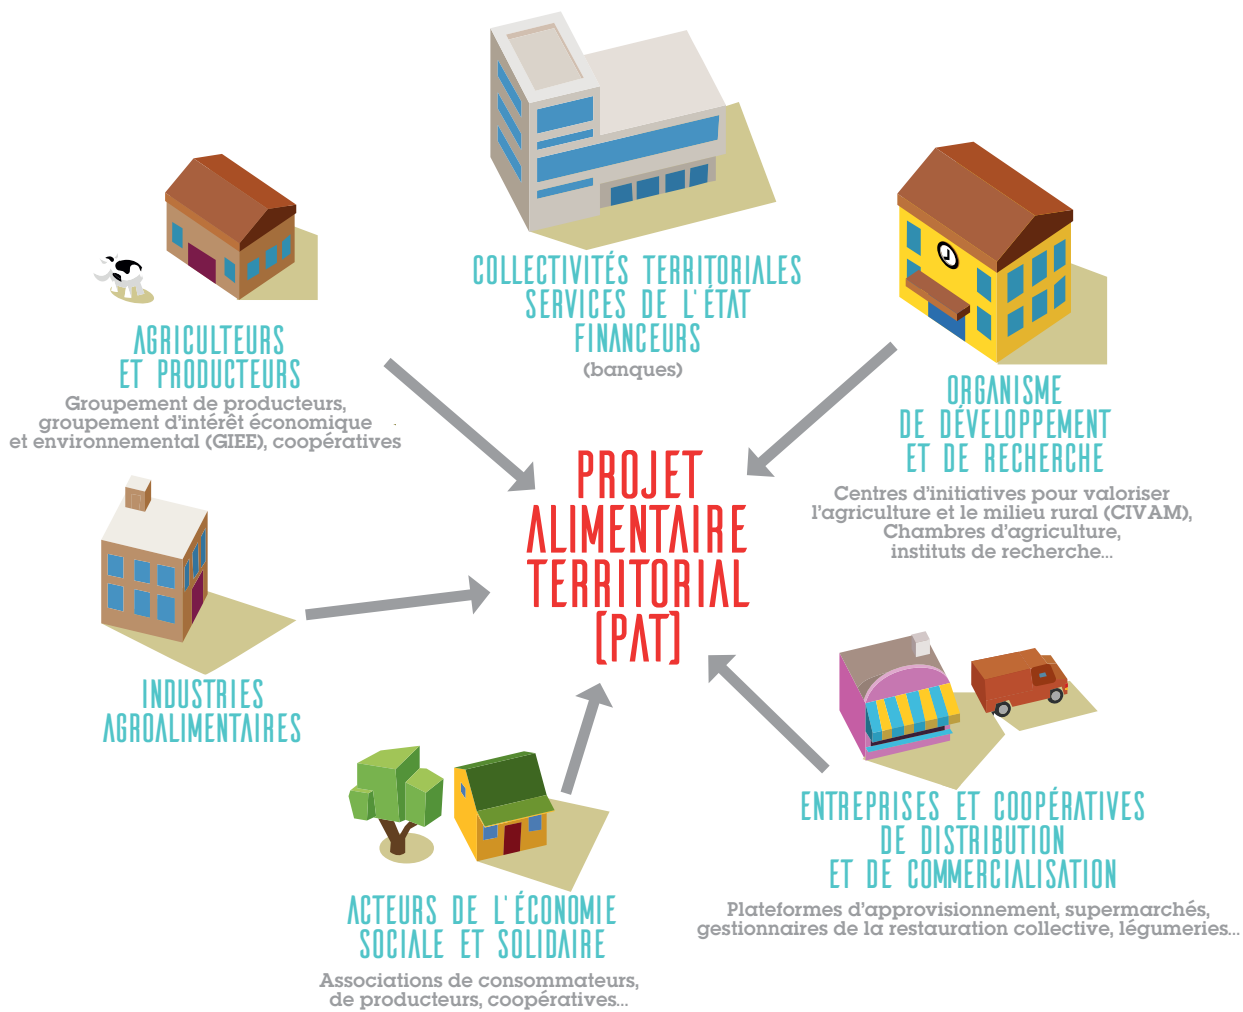 COLLECTIVITÉS TERRITORIALES
SERVICES DE L'ÉTAT
FINANCEURS
(banques)
AGRICULTEURS
ET PRODUCTEURS
Groupement de producteurs,
groupement d'intérêt économique
et environnemental (GIEE), coopératives
ORGANISME
DE DÉVELOPPEMENT
ET DE RECHERCHE
Centres d'initiatives pour valoriser
l'agriculture et le milieu rural (CIVAM),
Chambres d'agriculture,
instituts de recherche...
PROJET
ALIMENTAIRE
TERRITORIAL
(PAT)
INDUSTRIES
AGROALIMENTAIRES
ENTREPRISES ET COOPÉRATIVES
DE DISTRIBUTION
ET DE COMMERCIALISATION
Plateformes d'approvisionnement, supermarchés,
gestionnaires de la restauration collective, légumeries...
ACTEURS DE L'ÉCONOMIE
SOCIALE ET SOLIDAIRE
Associations de consommateurs,
de producteurs, coopératives...